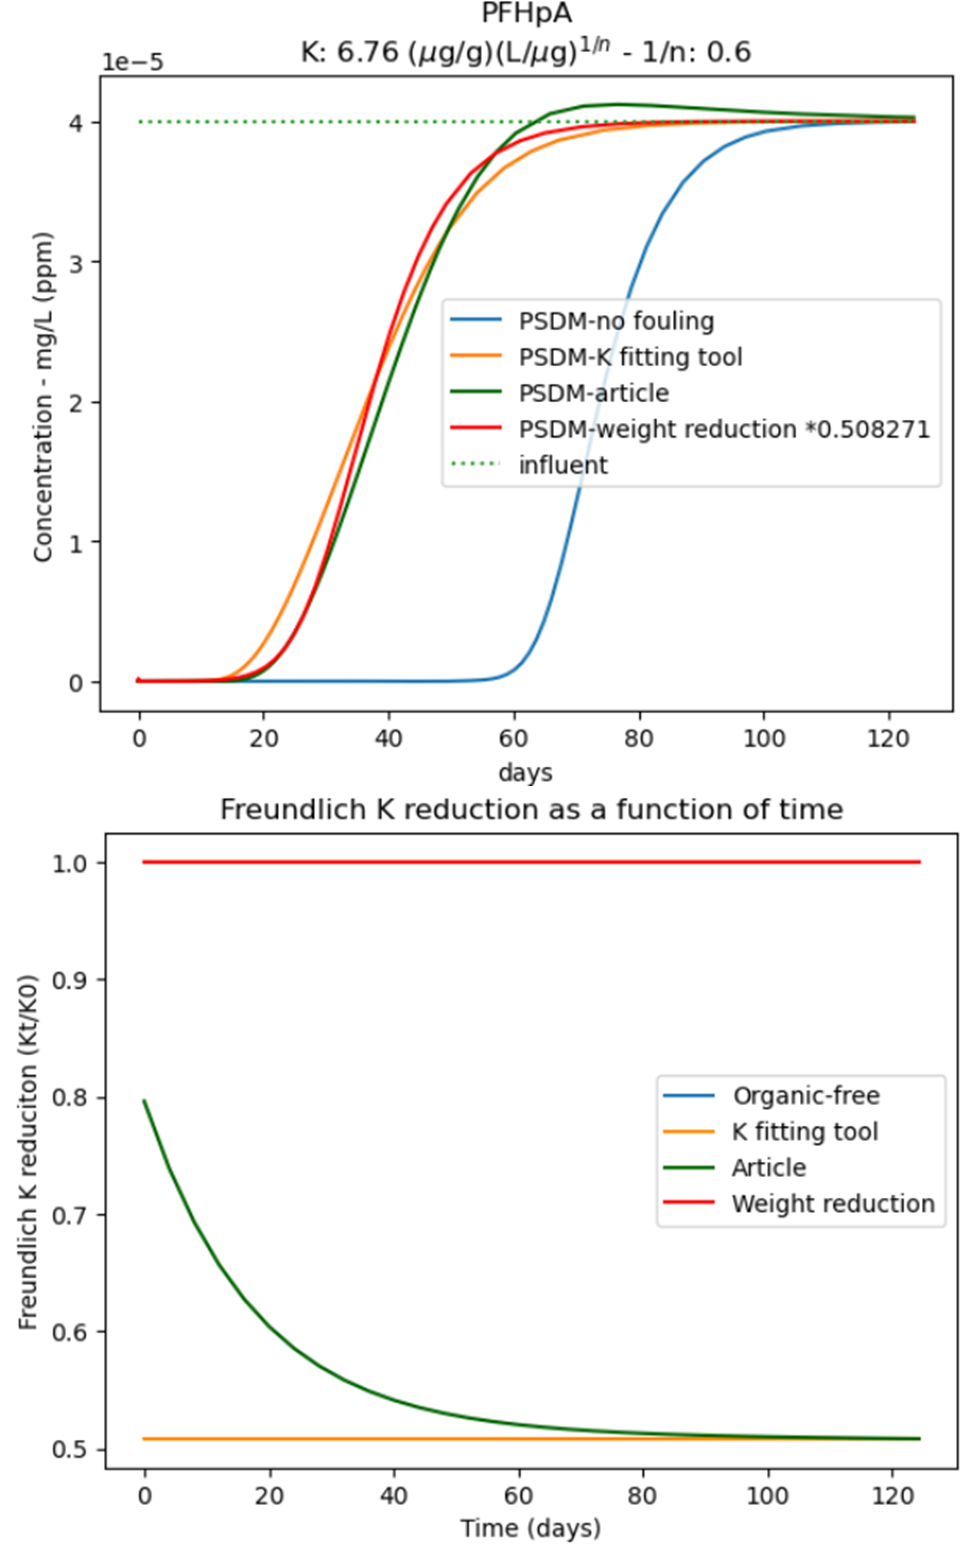 PFHpA
K: 6.76 (μg/g)(L/μg)^{1/n} - 1/n: 0.6
1e−5
4
3
2
1
0
Concentration - mg/L (ppm)
PSDM-no fouling
PSDM-K fitting tool
PSDM-article
PSDM-weight reduction *0.508271
influent
0 20 40 60 80 100 120
days
Freundlich K reduction as a function of time
1.0
0.9
0.8
0.7
0.6
0.5
Freundlich K reduciton (Kt/K0)
Organic-free
K fitting tool
Article
Weight reduction
0 20 40 60 80 100 120
Time (days)